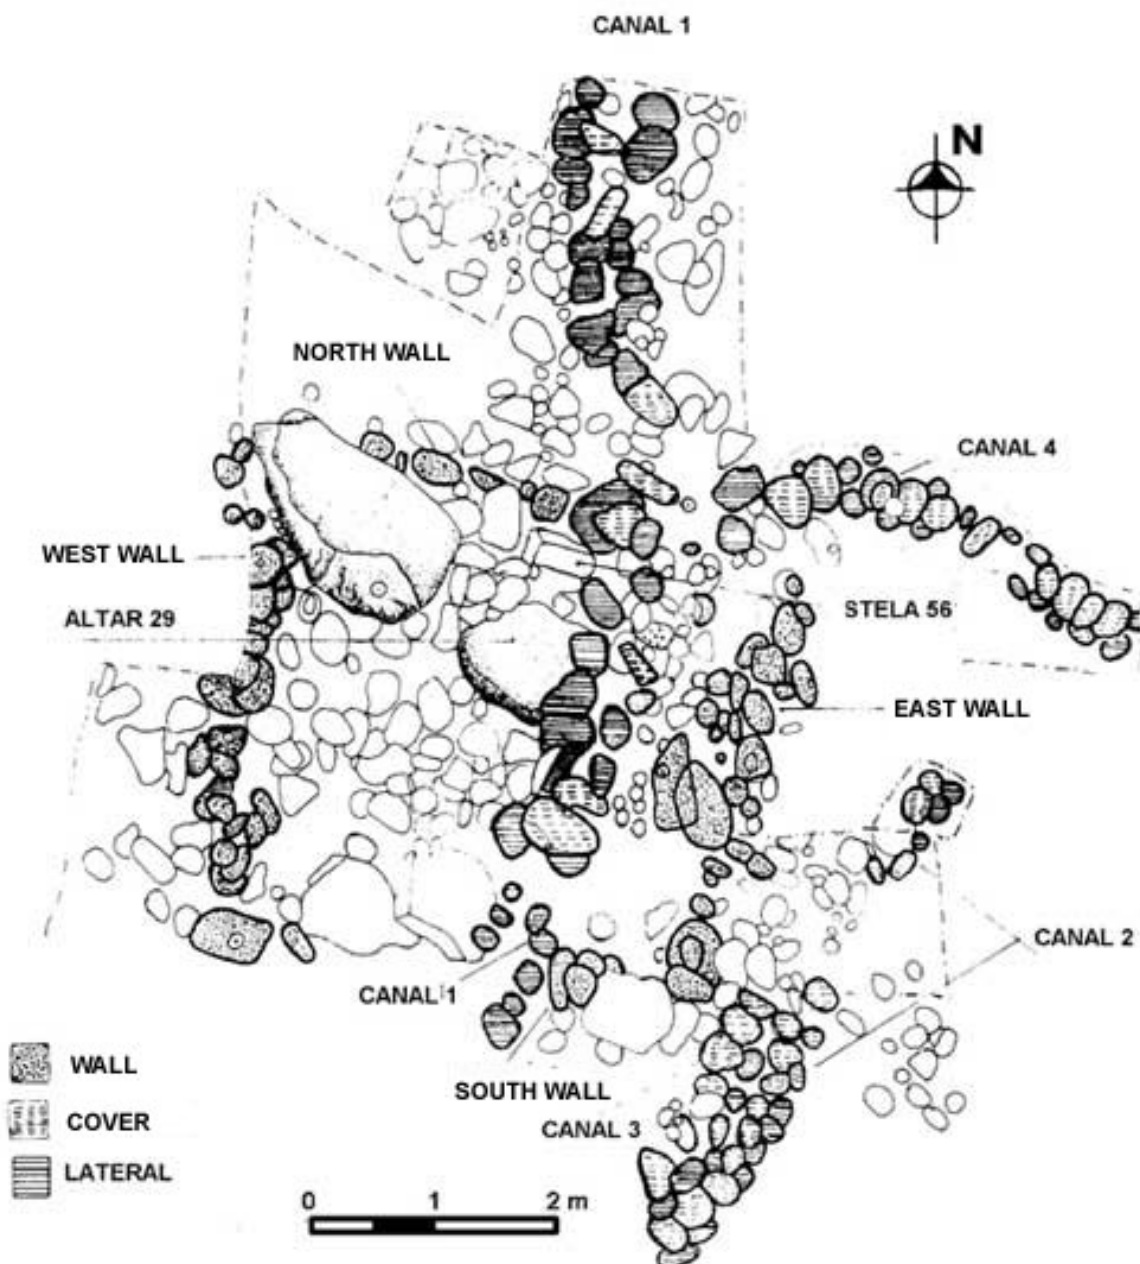 CANAL 1
N
NORTH WALL
CANAL 4
WEST WALL
ALTAR 29
STELA 56
EAST WALL
CANAL 2
CANAL 1
WALL
SOUTH WALL
COVER
CANAL 3
LATERAL
0 1 2 m